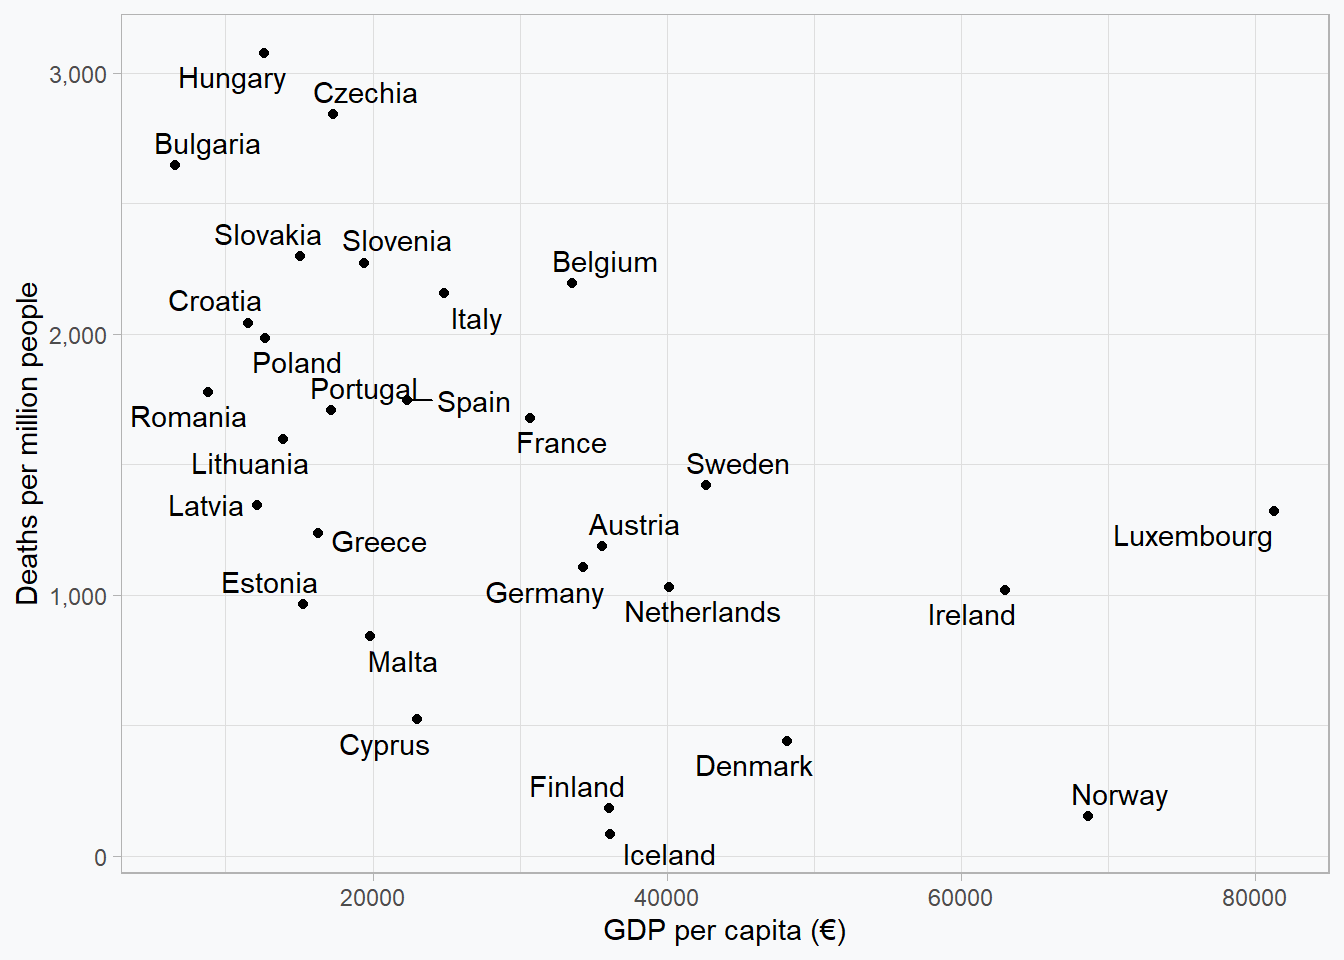 3,000
Hungary
Czechia
Bulgaria
Slovakia
Slovenia
Belgium
Croatia
Italy
2,000
Poland
Portugal
Spain
Romania
France
Lithuania
Sweden
Latvia
Austria
Luxembourg
Greece
Estonia
Germany
1,000
Netherlands
Ireland
Malta
Cyprus
Denmark
Finland
Norway
Iceland
0
Deaths per million people
20000
40000
60000
80000
GDP per capita (€)